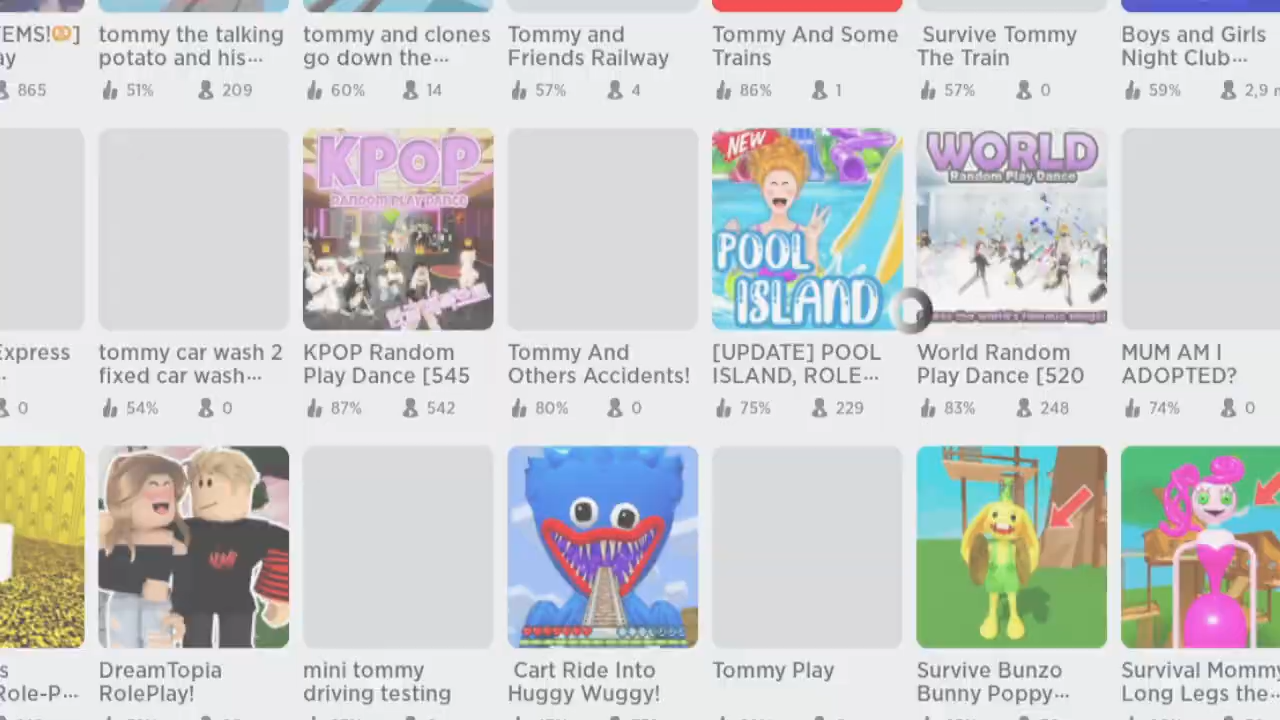 EMS!🥨]
ay
865
tommy the talking
potato and his···
51% 209
tommy and clones
go down the···
60% 14
Tommy and
Friends Railway
57% 4
Tommy And Some
Trains
86% 1
Survive Tommy
The Train
57% 0
Boys and Girls
Night Club···
59% 2,9
Express
0
tommy car wash 2
fixed car wash···
54% 0
KPOP
RANDOM PLAY DANCE
KPOP Random
Play Dance [545
87% 542
Tommy And
Others Accidents!
80% 0
NEW
POOL
ISLAND
[UPDATE] POOL
ISLAND, ROLE···
75% 229
WORLD
Random Play Dance
World Random
Play Dance [520
83% 248
MUM AM I
ADOPTED?
74% 0
s
Role-P···
DreamTopia
RolePlay!
mini tommy
driving testing
Cart Ride Into
Huggy Wuggy!
Tommy Play
Survive Bunzo
Bunny Poppy···
Survival Mommy
Long Legs the···